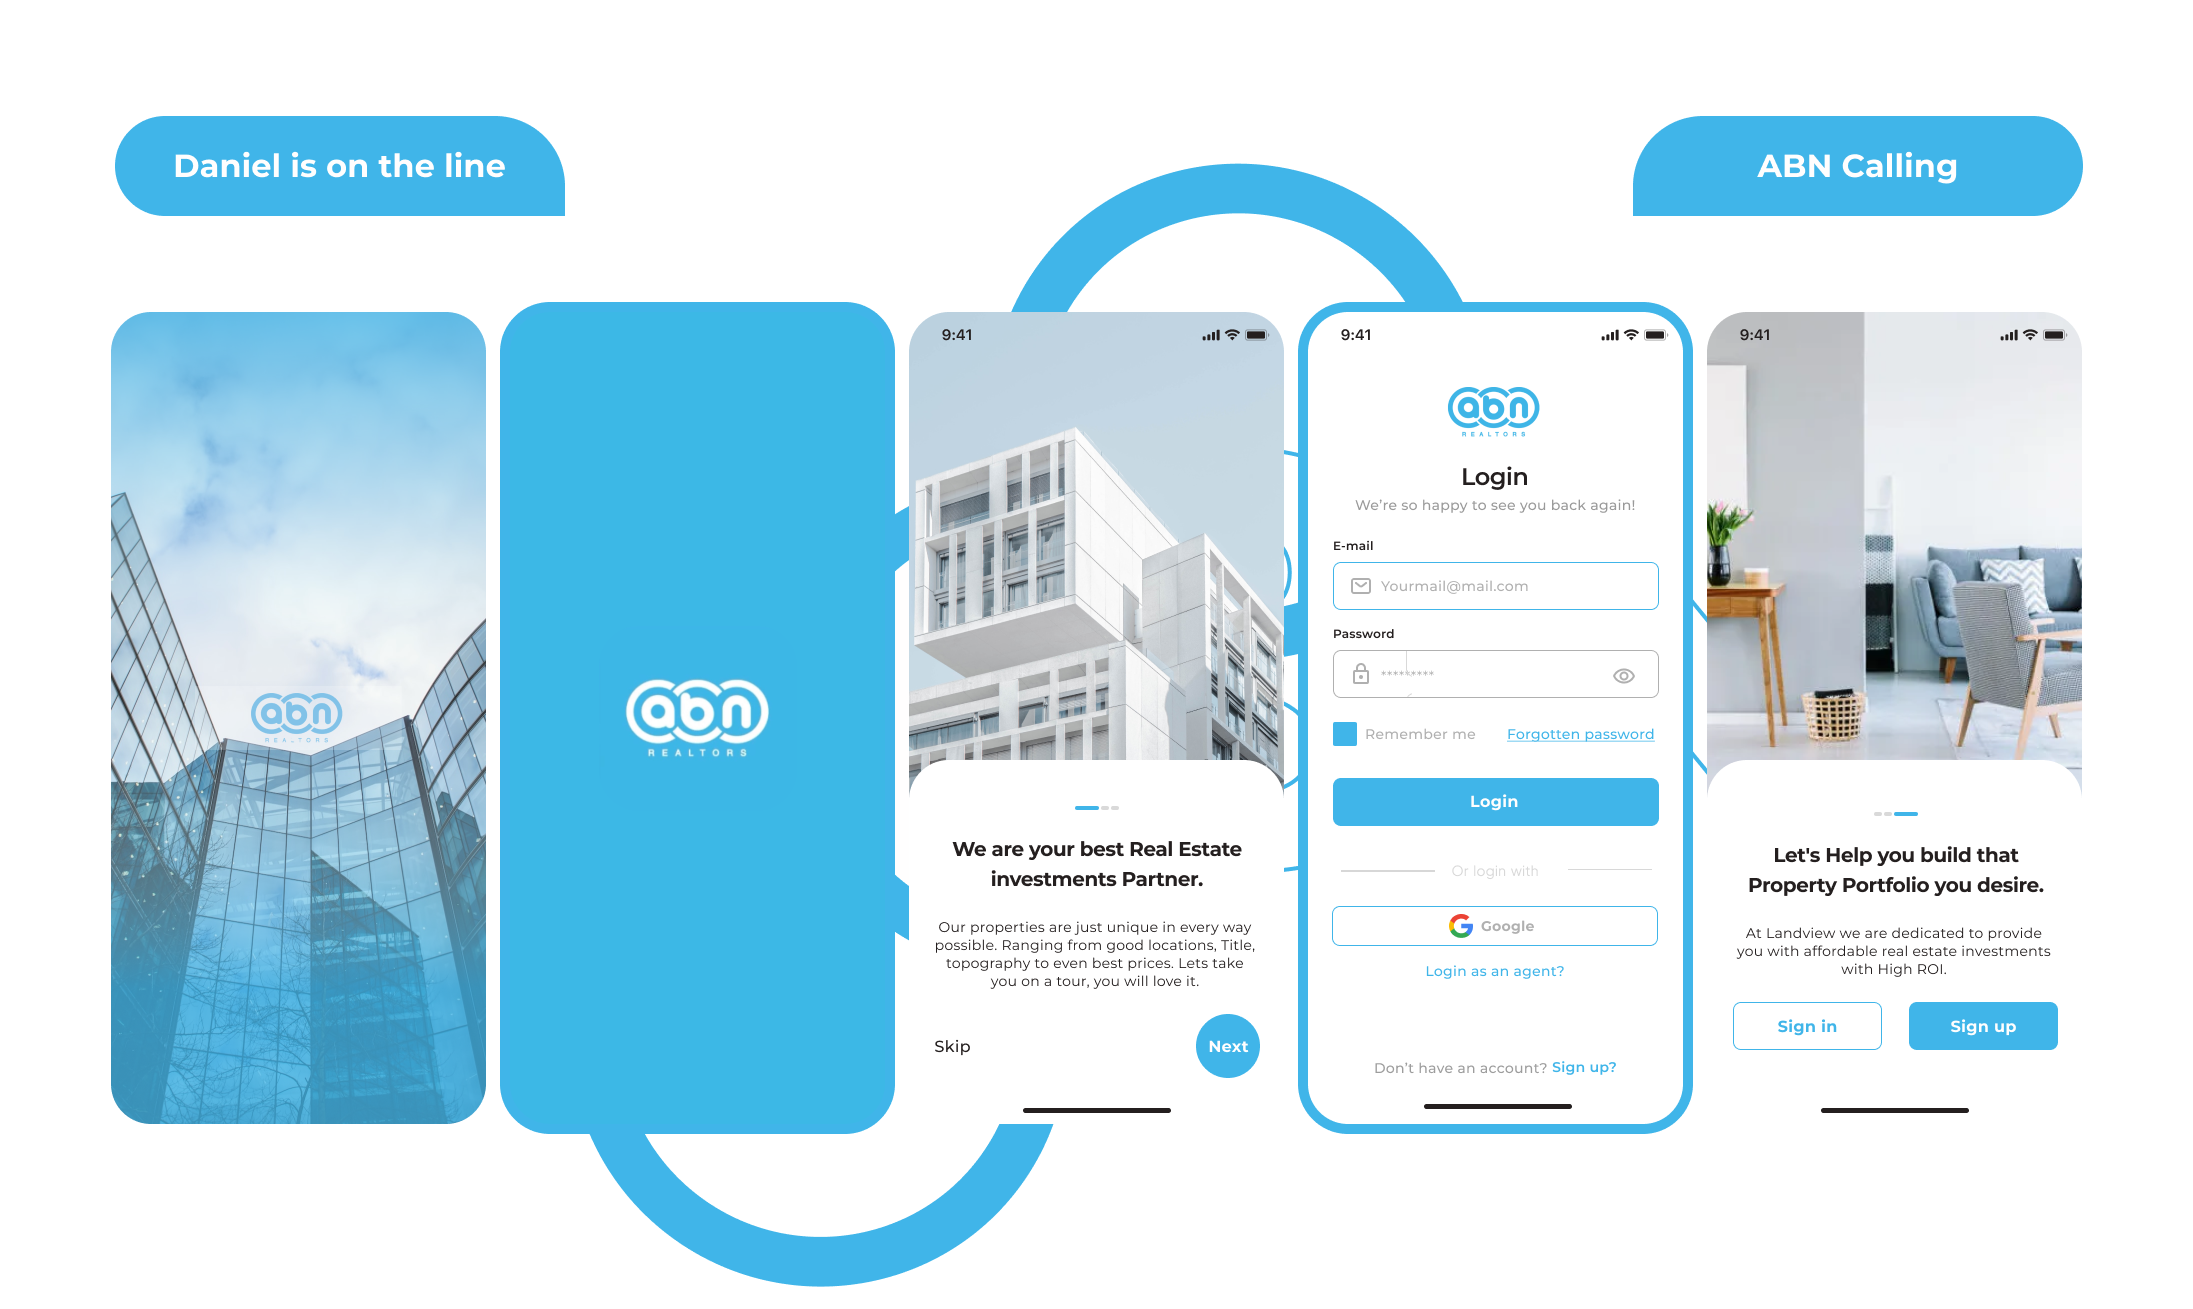 Daniel is on the line
ABN Calling
abn
REALTORS
abn
REALTORS
9:41
We are your best Real Estate
investments Partner.
Our properties are just unique in every way
possible. Ranging from good locations, Title,
topography to even best prices. Lets take
you on a tour, you will love it.
Skip
Next
9:41
abn
REALTORS
Login
We're so happy to see you back again!
E-mail
Yourmail@mail.com
Password
*********
Remember me
Forgotten password
Login
Or login with
Google
Login as an agent?
Don't have an account? Sign up?
9:41
Let's Help you build that
Property Portfolio you desire.
At Landview we are dedicated to provide
you with affordable real estate investments
with High ROI.
Sign in
Sign up